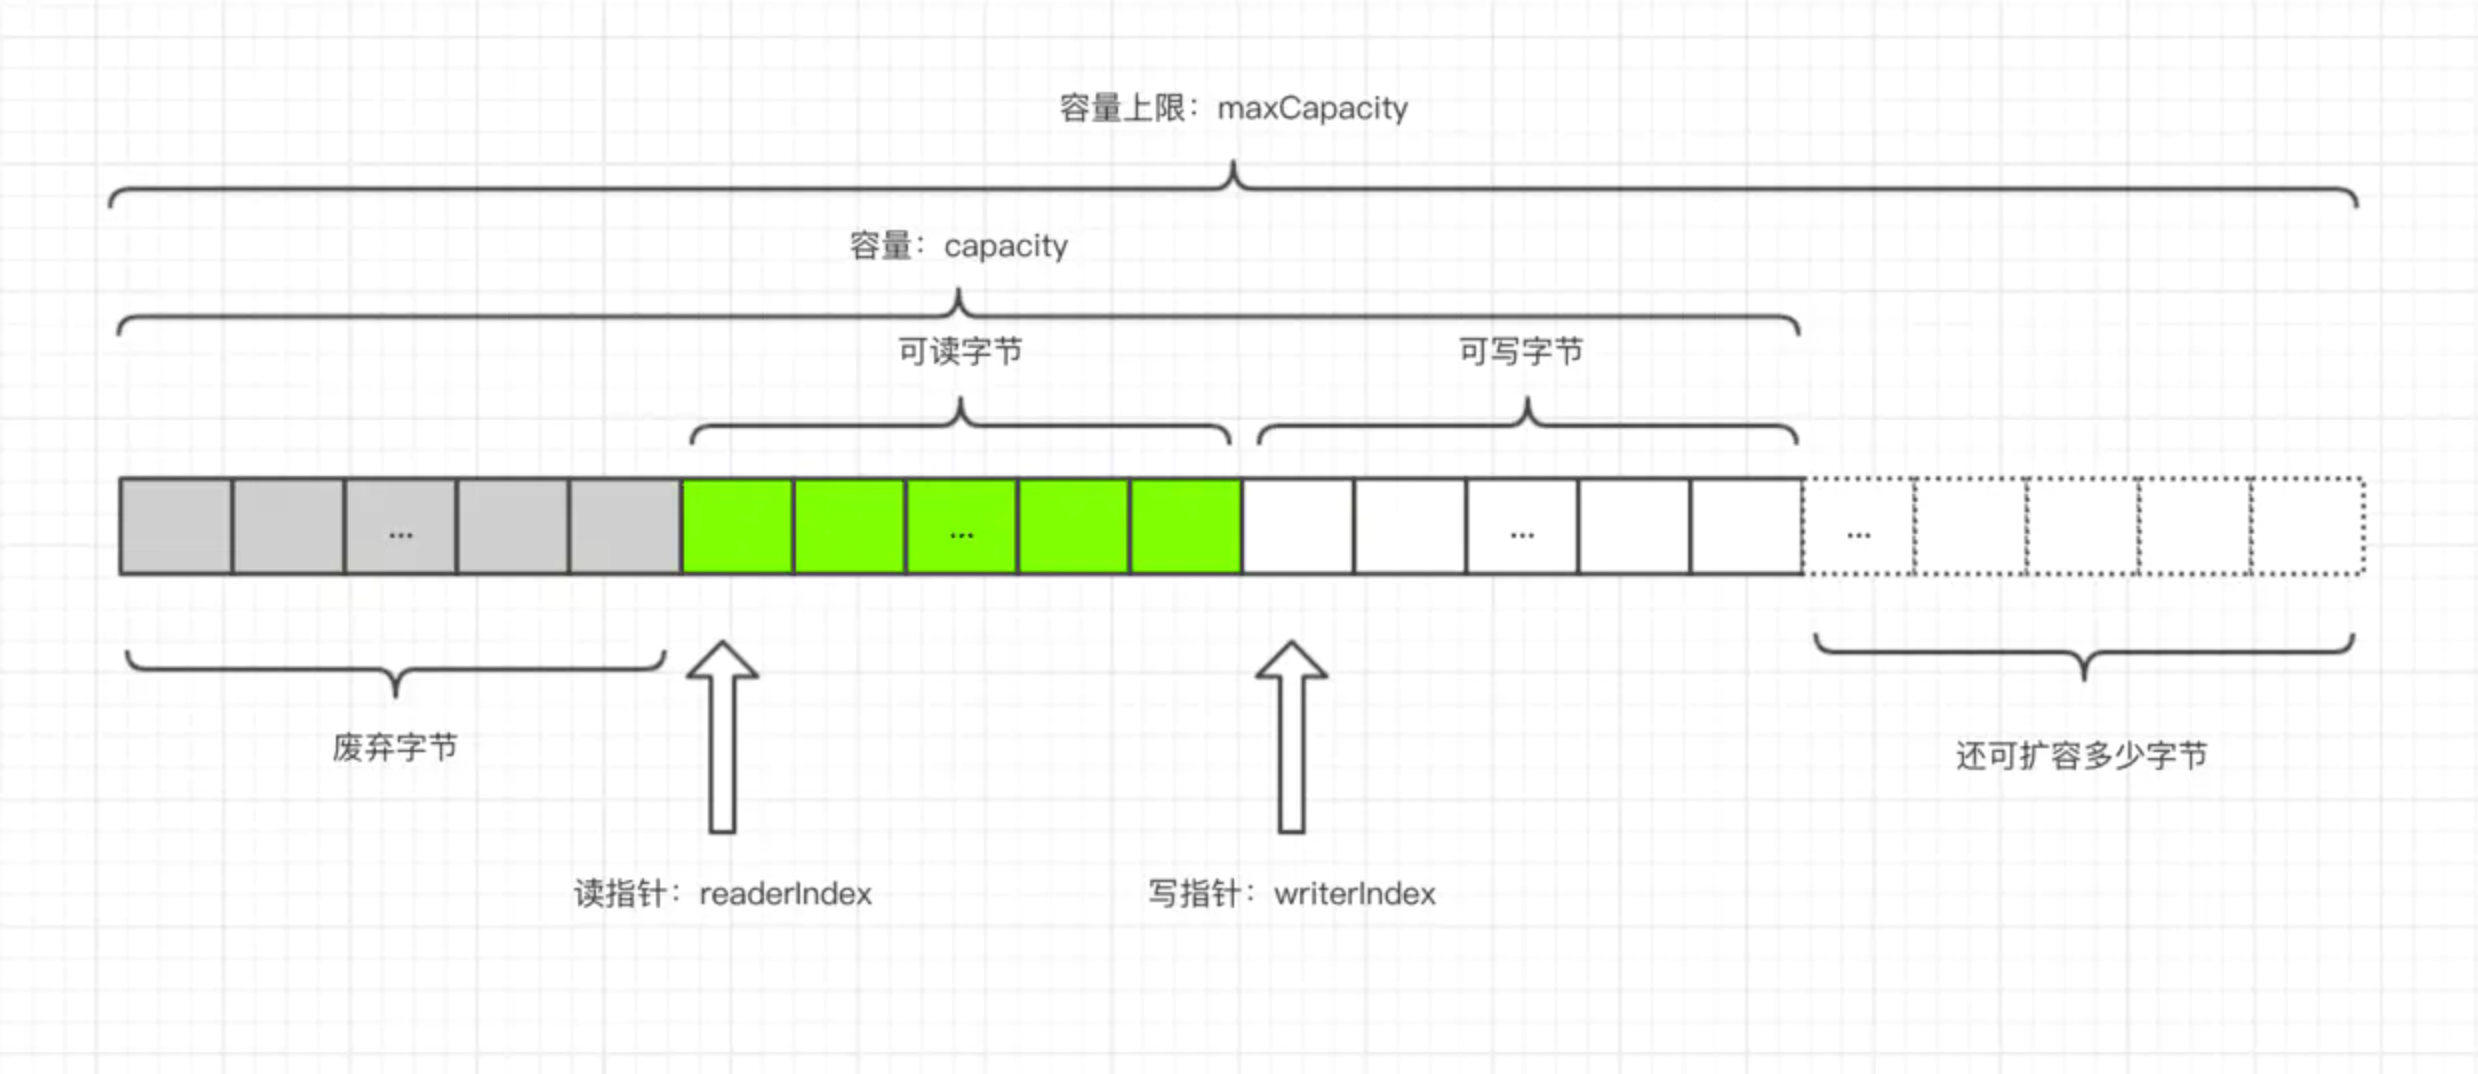 容量上限：maxCapacity
容量：capacity
可读字节
可写字节
...
...
...
...
废弃字节
还可扩容多少字节
读指针：readerIndex
写指针：writerIndex